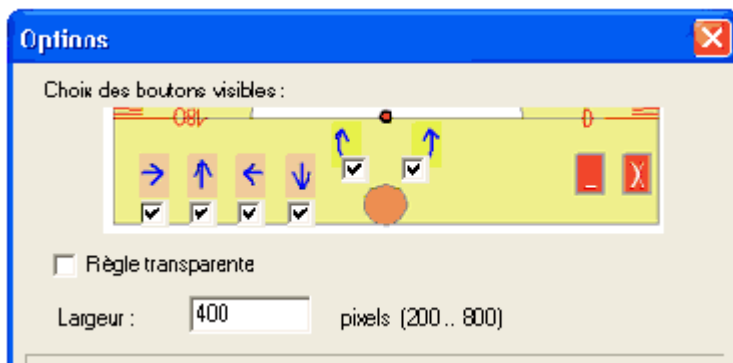 Options
Choix des boutons visibles :
180 0
Règle transparente
Largeur : 400 pixels (200 .. 800)